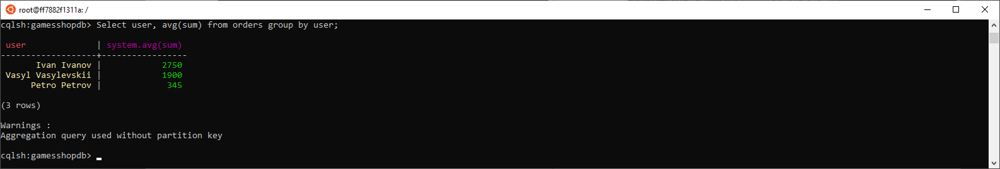 root@ff7882f1311a: /
cqlsh:gamesshopdb> Select user, avg(sum) from orders group by user;
user | system.avg(sum)
-------------------+-----------------
Ivan Ivanov | 2750
Vasyl Vasylevskii | 1900
Petro Petrov | 345
(3 rows)
Warnings :
Aggregation query used without partition key
cqlsh:gamesshopdb>